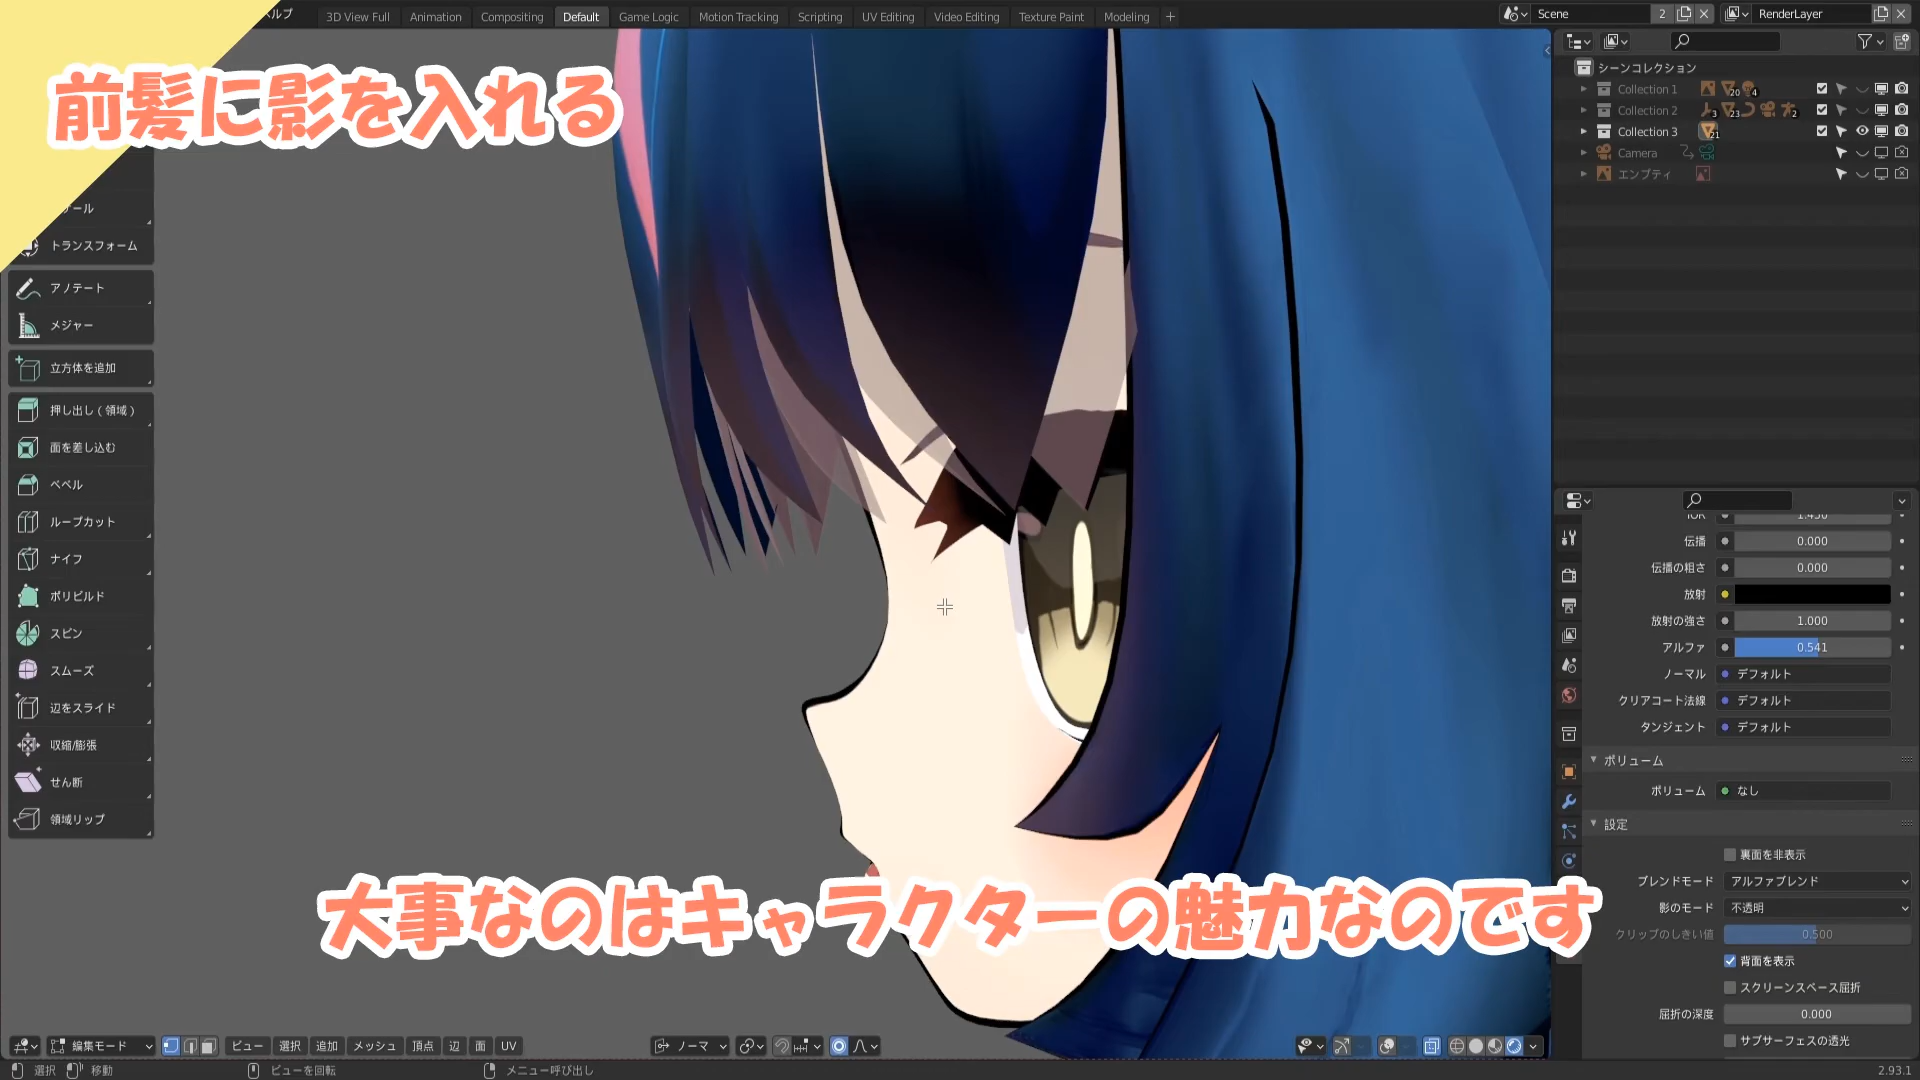 ルプ
3D View Full
Animation
Compositing
Default
Game Logic
Motion Tracking
Scripting
UV Editing
Video Editing
Texture Paint
Modeling
Scene
2
RenderLayer
前髪に影を入れる
シーンコレクション
Collection 1
20
4
Collection 2
3
23
2
Collection 3
21
Camera
エンプティ
ール
トランスフォーム
アノテート
メジャー
立方体を追加
押し出し(領域)
面を差し込む
ベベル
ループカット
ナイフ
ポリビルド
スピン
スムーズ
辺をスライド
収縮/膨張
せん断
領域リップ
IOR
1.450
伝播
0.000
伝播の粗さ
0.000
放射
放射の強さ
1.000
アルファ
0.541
ノーマル
デフォルト
クリアコート法線
デフォルト
タンジェント
デフォルト
ボリューム
ボリューム
なし
設定
裏面を非表示
ブレンドモード
アルファブレンド
影のモード
不透明
クリップのしきい値
0.500
背面を表示
スクリーンスペース屈折
屈折の深度
0.000
サブサーフェスの透光
大事なのはキャラクターの魅力なのです
編集モード
ビュー
選択
追加
メッシュ
頂点
辺
面
UV
ノーマ
選択
移動
ビューを回転
メニュー呼び出し
2.93.1